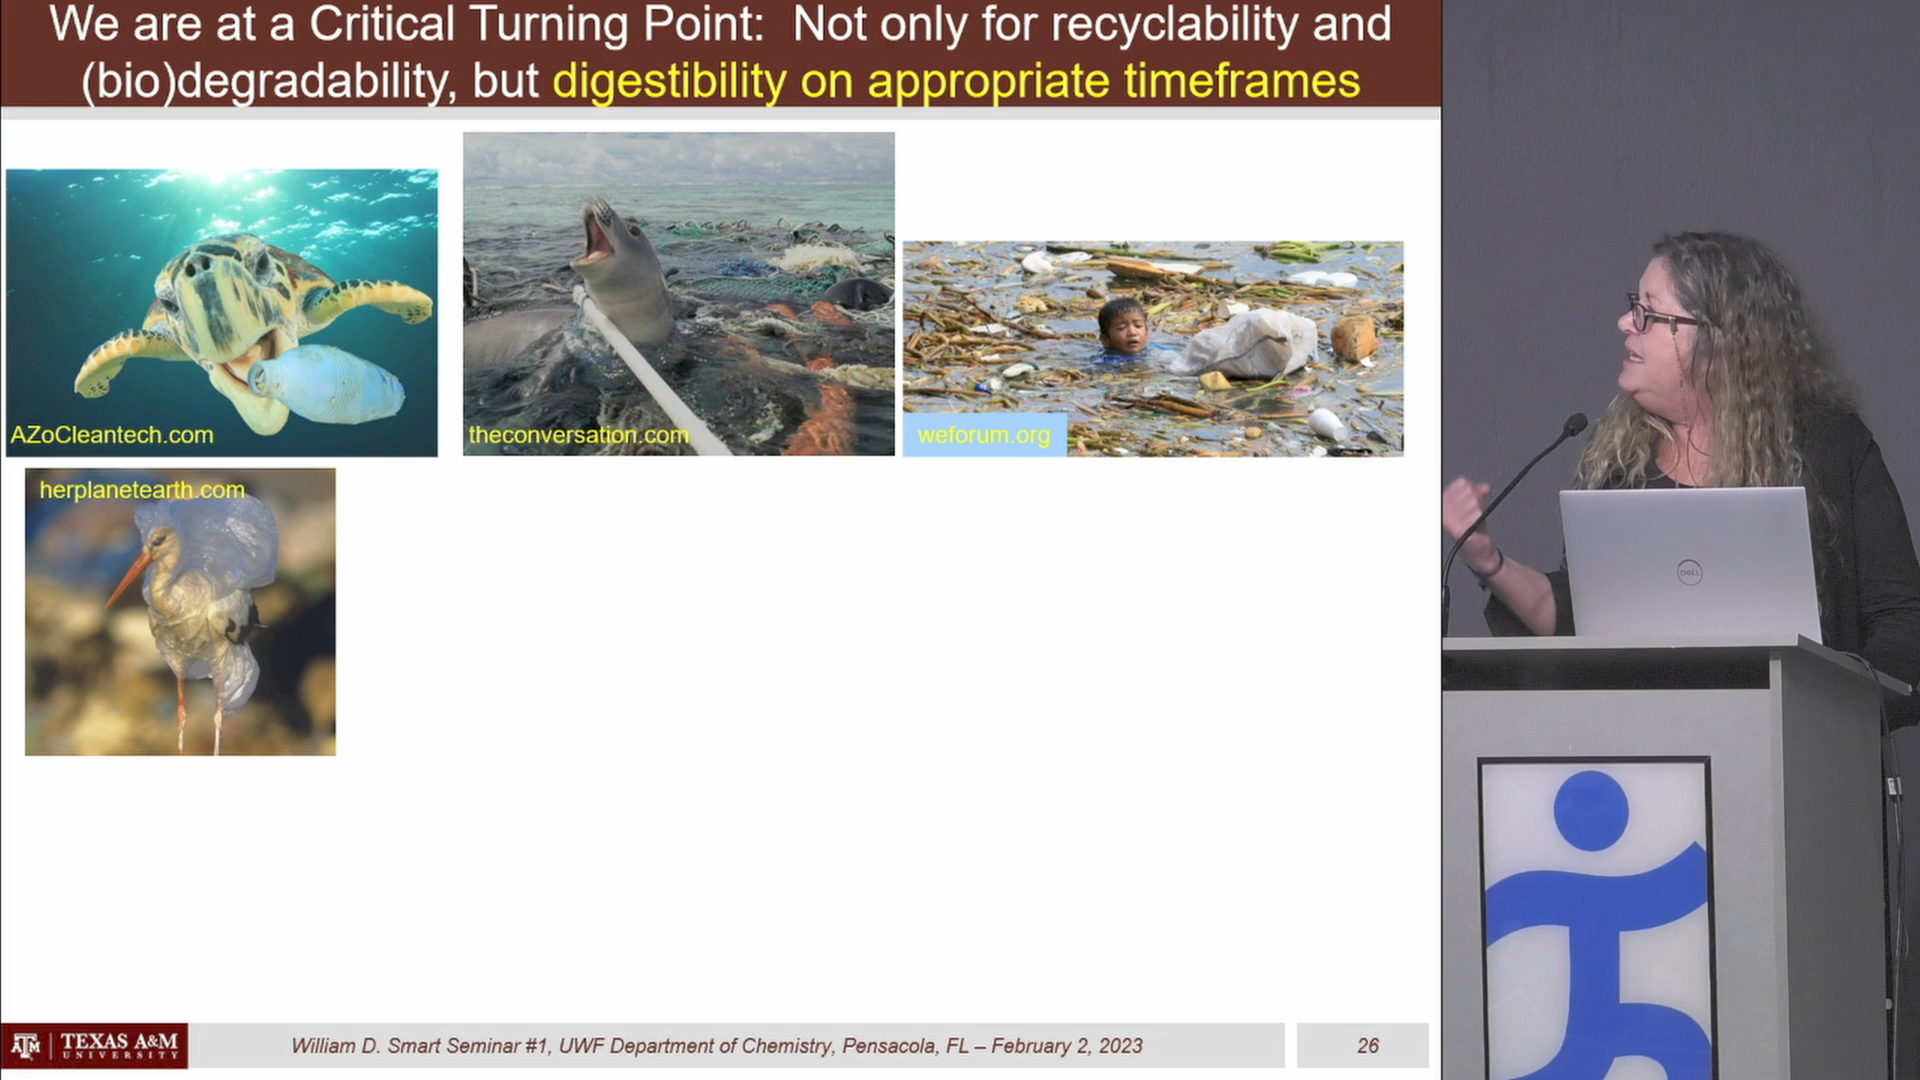 We are at a Critical Turning Point: Not only for recyclability and
(bio)degradability, but digestibility on appropriate timeframes
AZoCleantech.com
theconversation.com
weforum.org
herplanetearth.com
DELL
ATM
TEXAS A&M
UNIVERSITY
William D. Smart Seminar #1, UWF Department of Chemistry, Pensacola, FL – February 2, 2023
26